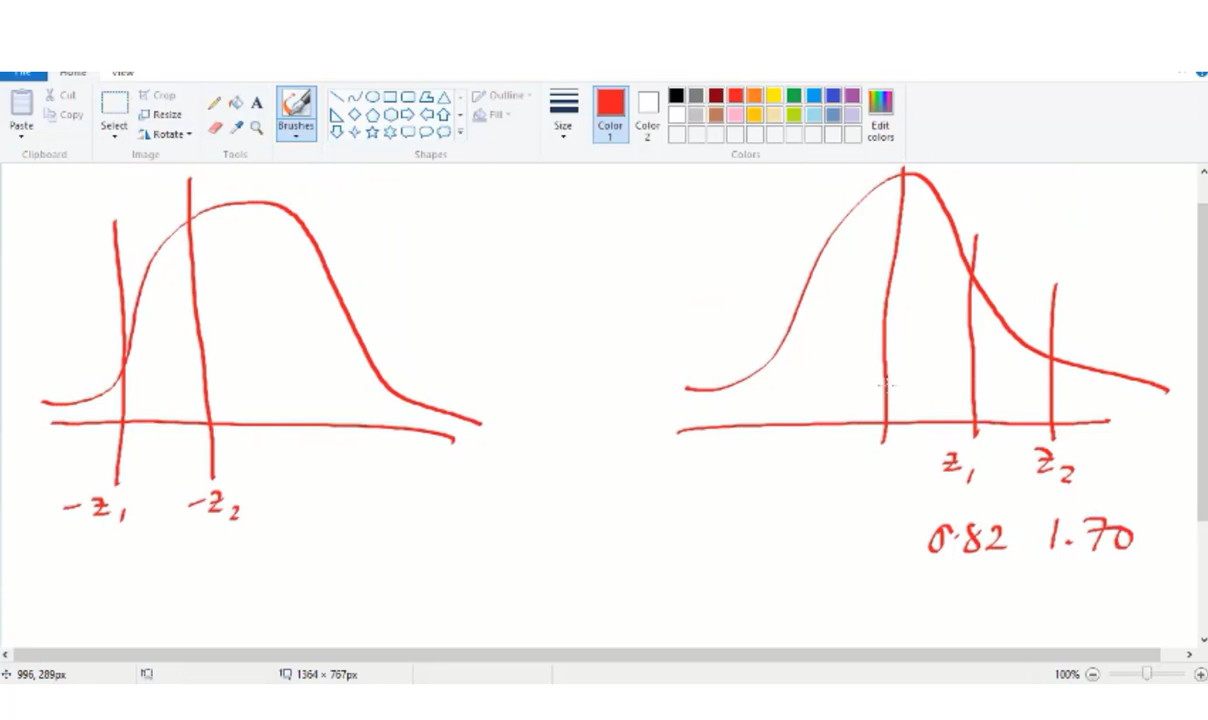 File Home View
Cut
Copy
Paste
Clipboard
Crop
Resize
Rotate
Select
Image
A
Tools
Brushes
Shapes
Outline
Fill
Size
Color 1
Color 2
Edit colors
Colors
-z₁ -z₂
z₁ z₂
0.82 1.70
996, 289px
1364 × 767px
100%